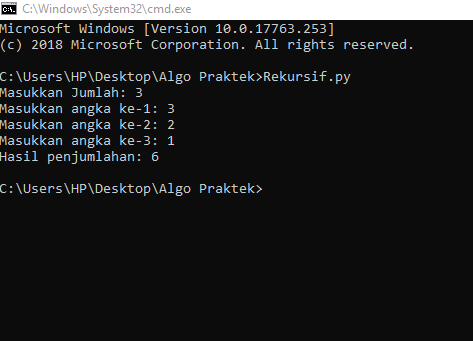 C:\Windows\System32\cmd.exe
Microsoft Windows [Version 10.0.17763.253]
(c) 2018 Microsoft Corporation. All rights reserved.
C:\Users\HP\Desktop\Algo Praktek>Rekursif.py
Masukkan Jumlah: 3
Masukkan angka ke-1: 3
Masukkan angka ke-2: 2
Masukkan angka ke-3: 1
Hasil penjumlahan: 6
C:\Users\HP\Desktop\Algo Praktek>